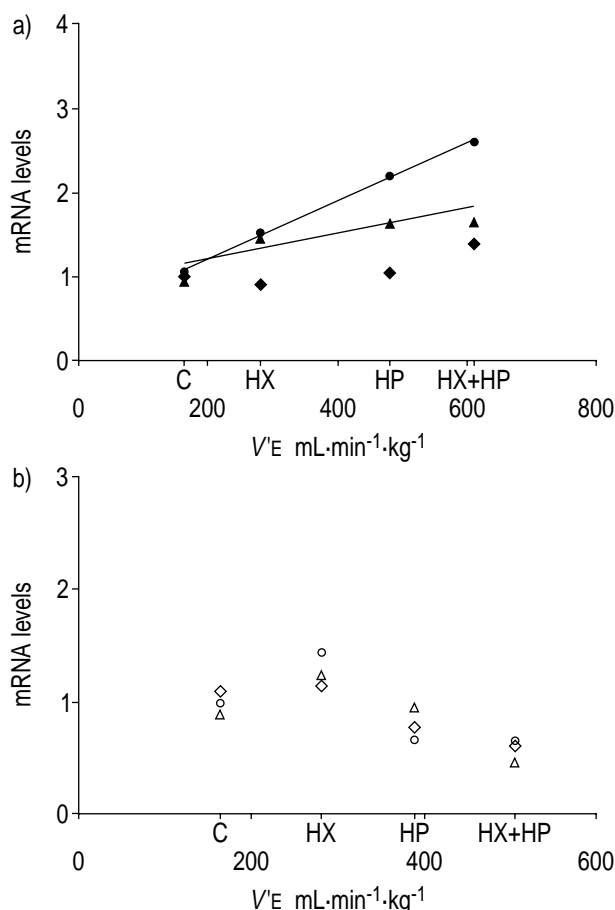 a)
4
3
2
1
0
mRNA levels
C HX HP HX+HP
0 200 400 600 800
V'E mL·min-1·kg-1
b)
3
2
1
0
mRNA levels
C HX HP HX+HP
0 200 400 600
V'E mL·min-1·kg-1